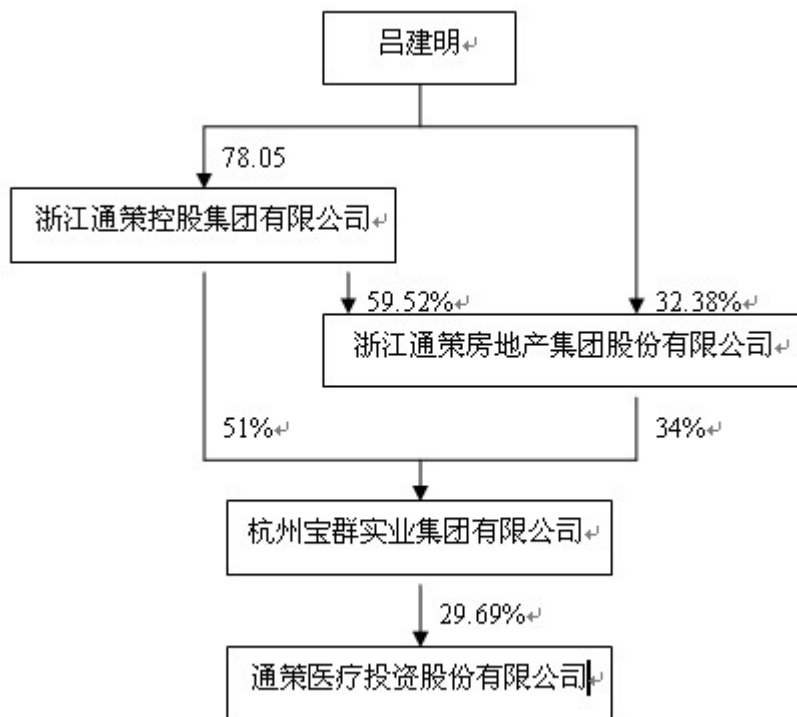 吕建明
78.05
浙江通策控股集团有限公司
59.52%
32.38%
浙江通策房地产集团股份有限公司
51%
34%
杭州宝群实业集团有限公司
29.69%
通策医疗投资股份有限公司